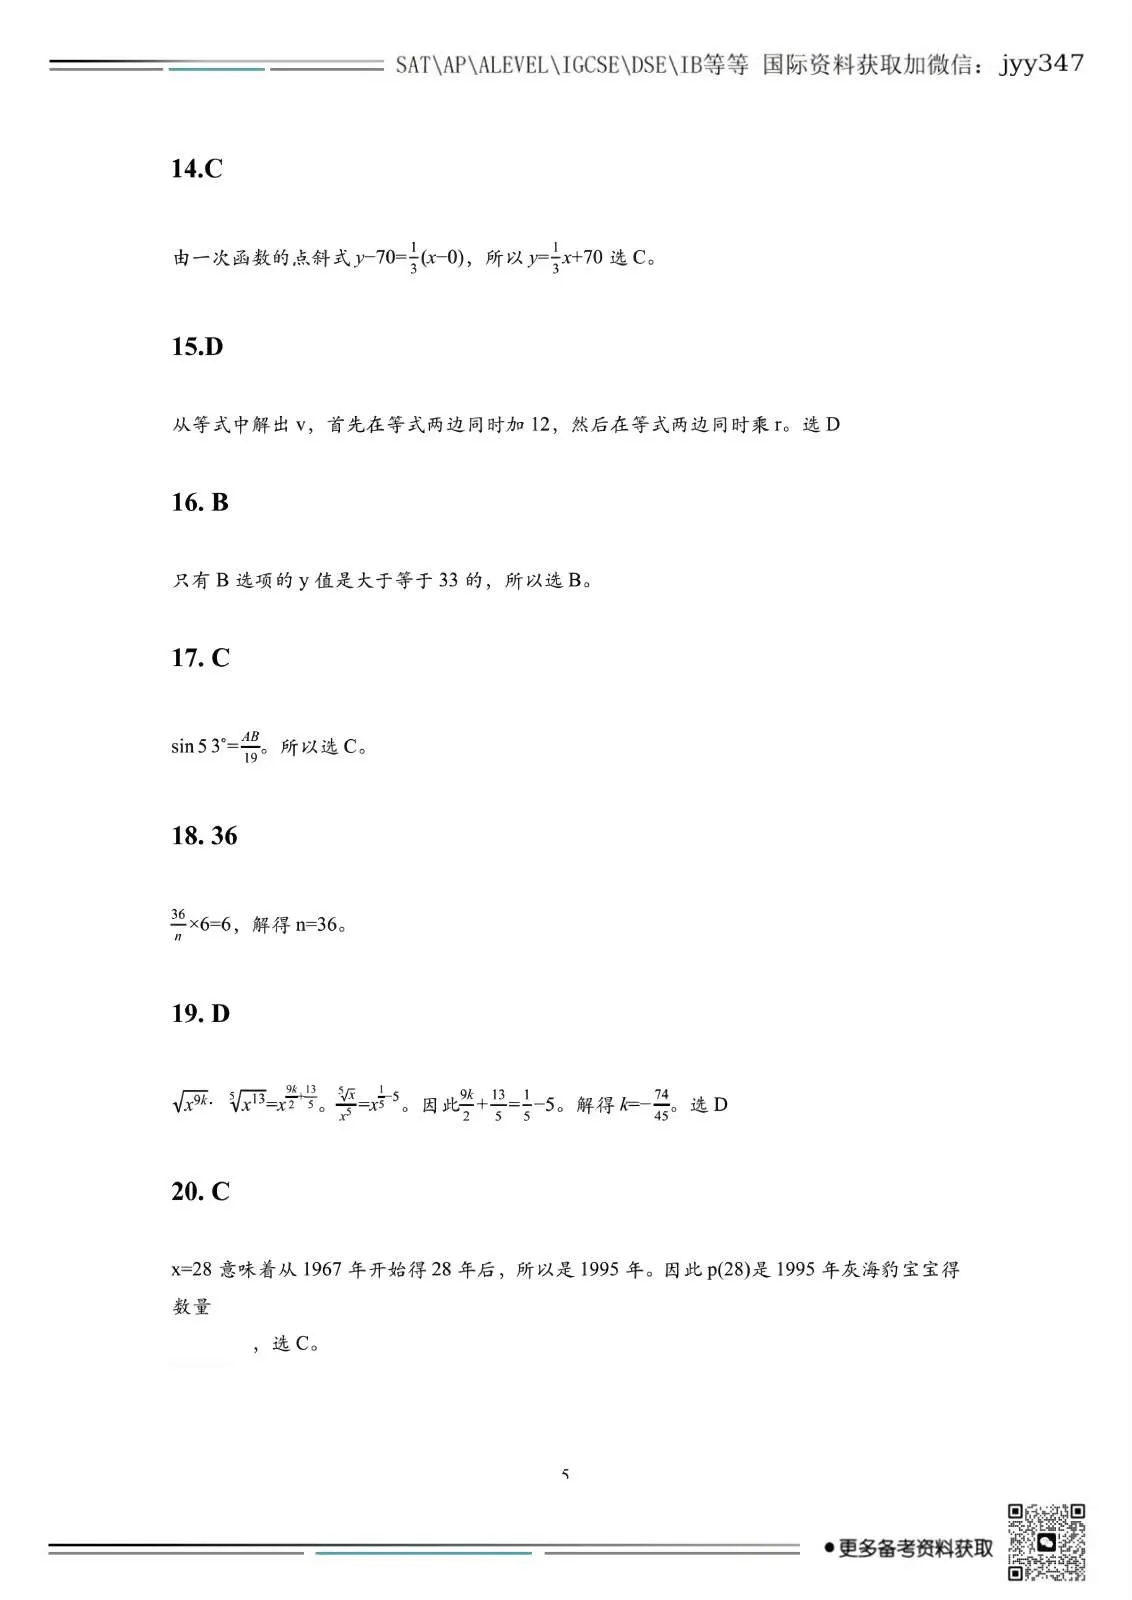 SAT\AP\ALEVEL\IGCSE\DSE\IB等等 国际资料获取加微信：jyy347
14.C
由一次函数的点斜式 y−70=1/3(x−0)，所以 y=1/3x+70 选 C。
15.D
从等式中解出 v，首先在等式两边同时加 12，然后在等式两边同时乘 r。选 D
16. B
只有 B 选项的 y 值是大于等于 33 的，所以选 B。
17. C
sin 5 3°=AB/19。所以选 C。
18. 36
36/n×6=6，解得 n=36。
19. D
√x^9k · ⁵√x^13=x^(9k/2+13/5)。⁵√x/x^5=x^(1/5−5)。因此9k/2+13/5=1/5−5。解得 k=−74/45。选 D
20. C
x=28 意味着从 1967 年开始得 28 年后，所以是 1995 年。因此 p(28)是 1995 年灰海豹宝宝得
数量
，选 C。
5
●更多备考资料获取